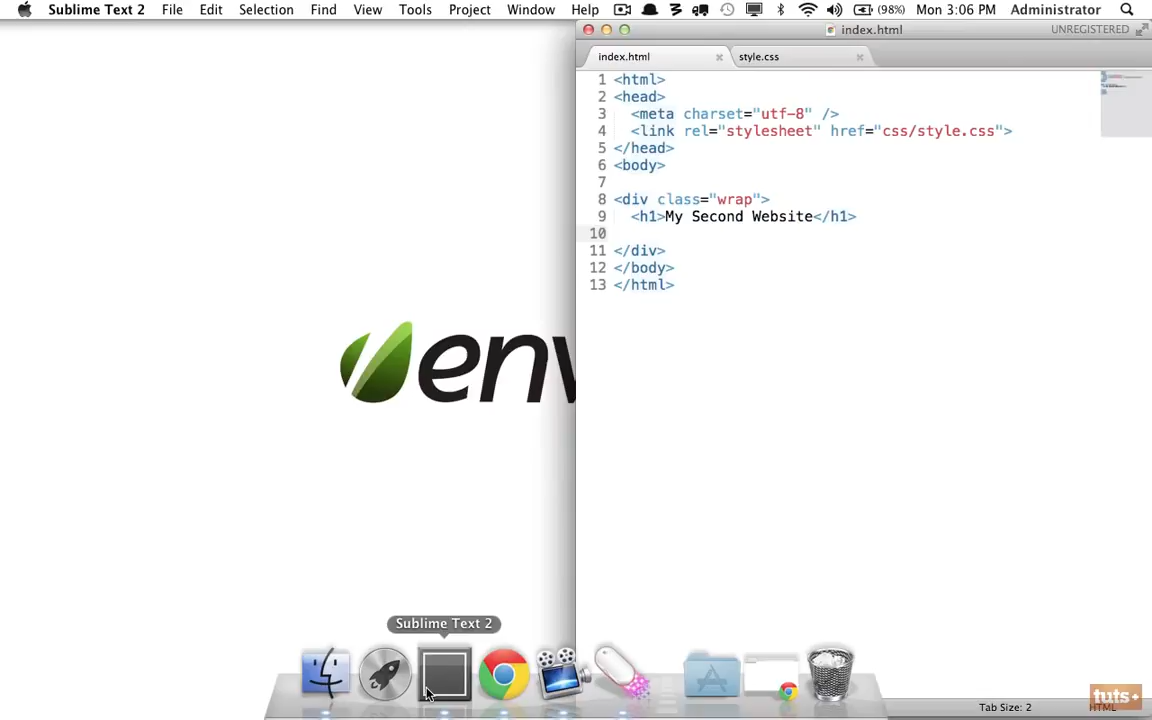 Sublime Text 2 File Edit Selection Find View Tools Project Window Help (98%) Mon 3:06 PM Administrator
index.html UNREGISTERED
index.html style.css
1 <html>
2 <head>
3 <meta charset="utf-8" />
4 <link rel="stylesheet" href="css/style.css">
5 </head>
6 <body>
7
8 <div class="wrap">
9 <h1>My Second Website</h1>
10
11 </div>
12 </body>
13 </html>
env
Sublime Text 2
Tab Size: 2 HTML
tuts+